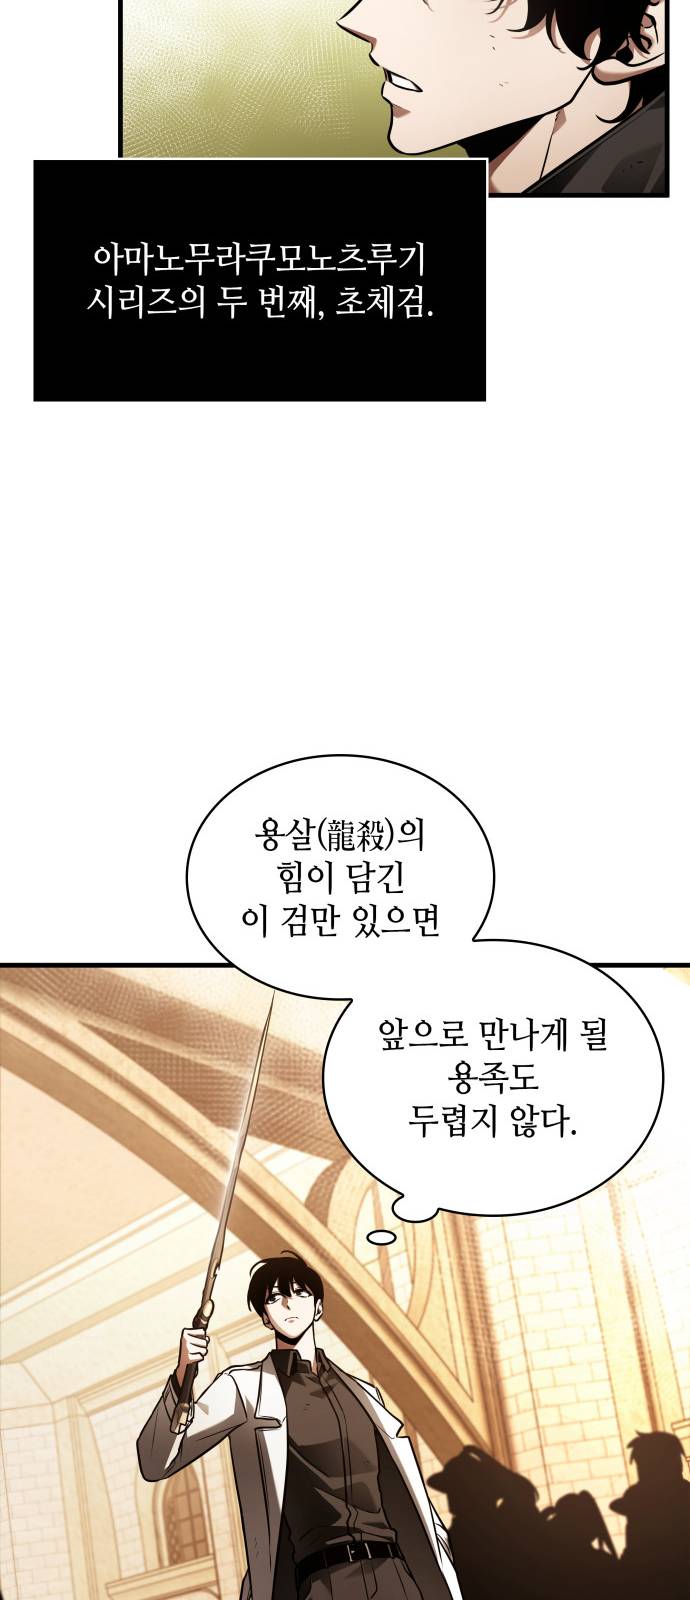 아마노무라쿠모노츠루기
시리즈의 두 번째, 초체검.
용살(龍殺)의
힘이 담긴
이 검만 있으면
앞으로 만나게 될
용족도
두렵지 않다.